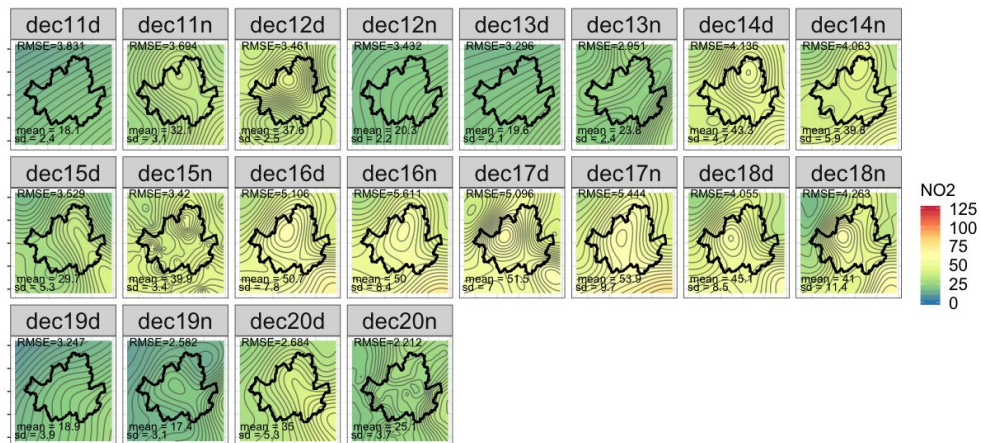 dec11d dec11n dec12d dec12n dec13d dec13n dec14d dec14n
RMSE=3.831 RMSE=3.694 RMSE=3.461 RMSE=3.432 RMSE=3.296 RMSE=2.951 RMSE=4.136 RMSE=4.063
mean = 18.1 mean = 32.1 mean = 37.6 mean = 20.3 mean = 19.6 mean = 23.8 mean = 43.3 mean = 39.8
sd = 2.4 sd = 3.1 sd = 2.5 sd = 2.2 sd = 2.1 sd = 2.4 sd = 4.7 sd = 5.9
dec15d dec15n dec16d dec16n dec17d dec17n dec18d dec18n
RMSE=3.529 RMSE=3.42 RMSE=5.106 RMSE=5.611 RMSE=5.096 RMSE=5.444 RMSE=4.055 RMSE=4.263
mean = 29.7 mean = 39.9 mean = 50.7 mean = 50 mean = 51.5 mean = 53.9 mean = 45.1 mean = 41
sd = 5.3 sd = 3.4 sd = 7.8 sd = 8.4 sd = 7 sd = 9.7 sd = 8.5 sd = 11.4
NO2
125
100
75
50
25
0
dec19d dec19n dec20d dec20n
RMSE=3.247 RMSE=2.582 RMSE=2.684 RMSE=2.212
mean = 18.9 mean = 17.4 mean = 35 mean = 25.1
sd = 3.9 sd = 3.1 sd = 5.3 sd = 3.7